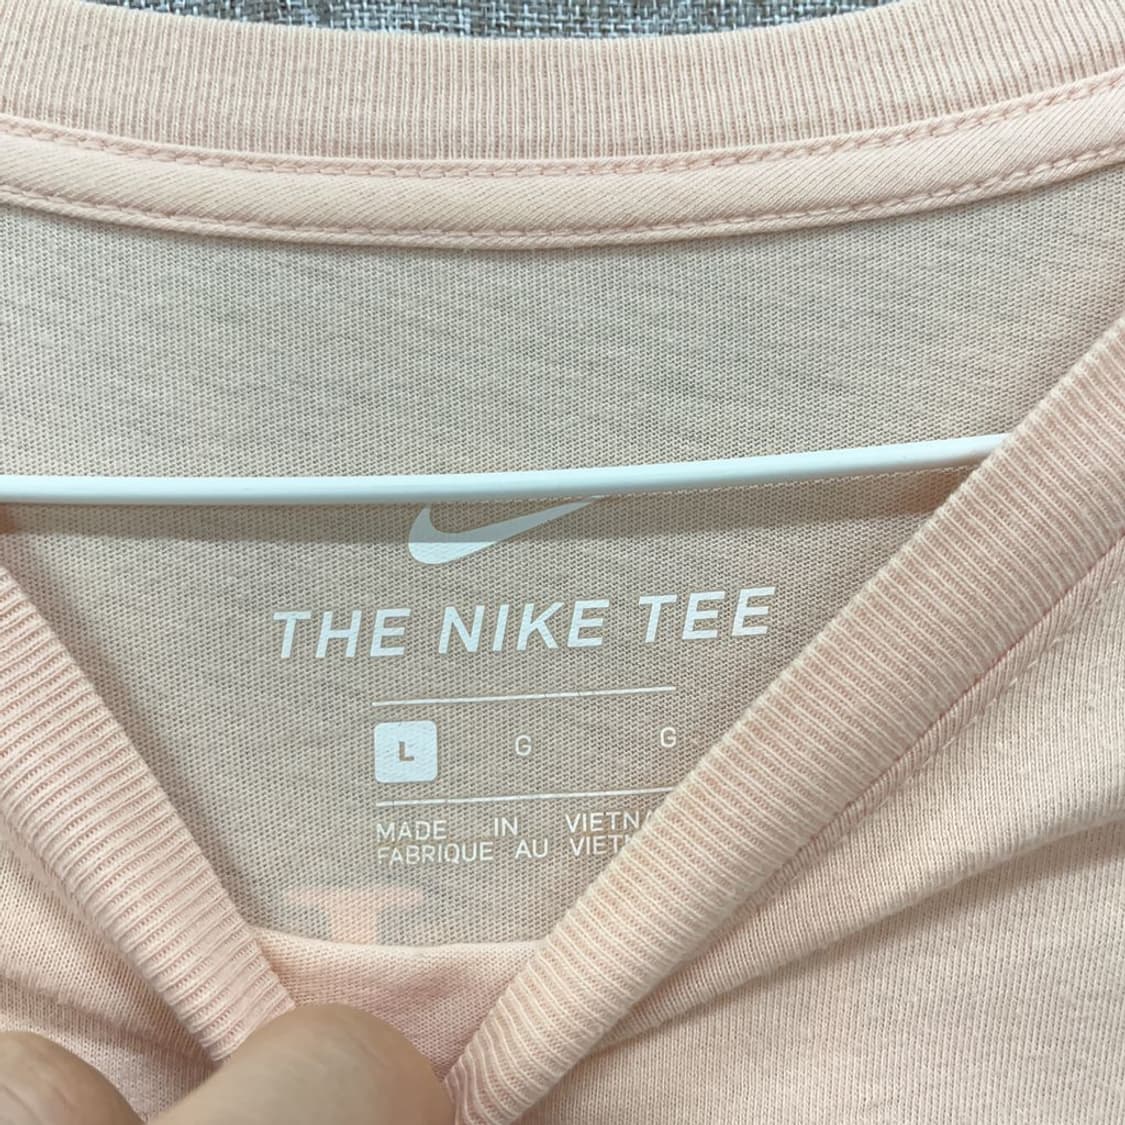 THE NIKE TEE
L G G
MADE IN
FABRIQUE AU